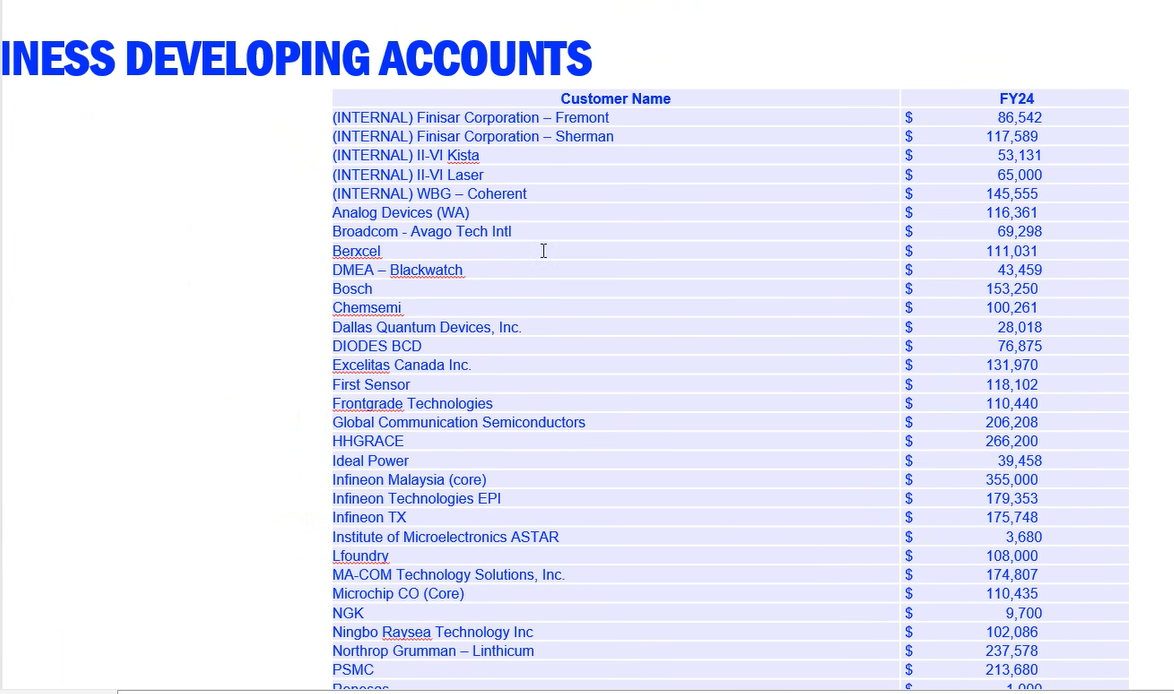 INESS DEVELOPING ACCOUNTS
Customer Name FY24
(INTERNAL) Finisar Corporation – Fremont $ 86,542
(INTERNAL) Finisar Corporation – Sherman $ 117,589
(INTERNAL) II-VI Kista $ 53,131
(INTERNAL) II-VI Laser $ 65,000
(INTERNAL) WBG – Coherent $ 145,555
Analog Devices (WA) $ 116,361
Broadcom - Avago Tech Intl $ 69,298
Berxcel $ 111,031
DMEA – Blackwatch $ 43,459
Bosch $ 153,250
Chemsemi $ 100,261
Dallas Quantum Devices, Inc. $ 28,018
DIODES BCD $ 76,875
Excelitas Canada Inc. $ 131,970
First Sensor $ 118,102
Frontgrade Technologies $ 110,440
Global Communication Semiconductors $ 206,208
HHGRACE $ 266,200
Ideal Power $ 39,458
Infineon Malaysia (core) $ 355,000
Infineon Technologies EPI $ 179,353
Infineon TX $ 175,748
Institute of Microelectronics ASTAR $ 3,680
Lfoundry $ 108,000
MA-COM Technology Solutions, Inc. $ 174,807
Microchip CO (Core) $ 110,435
NGK $ 9,700
Ningbo Raysea Technology Inc $ 102,086
Northrop Grumman – Linthicum $ 237,578
PSMC $ 213,680
Renesas $ 1,000